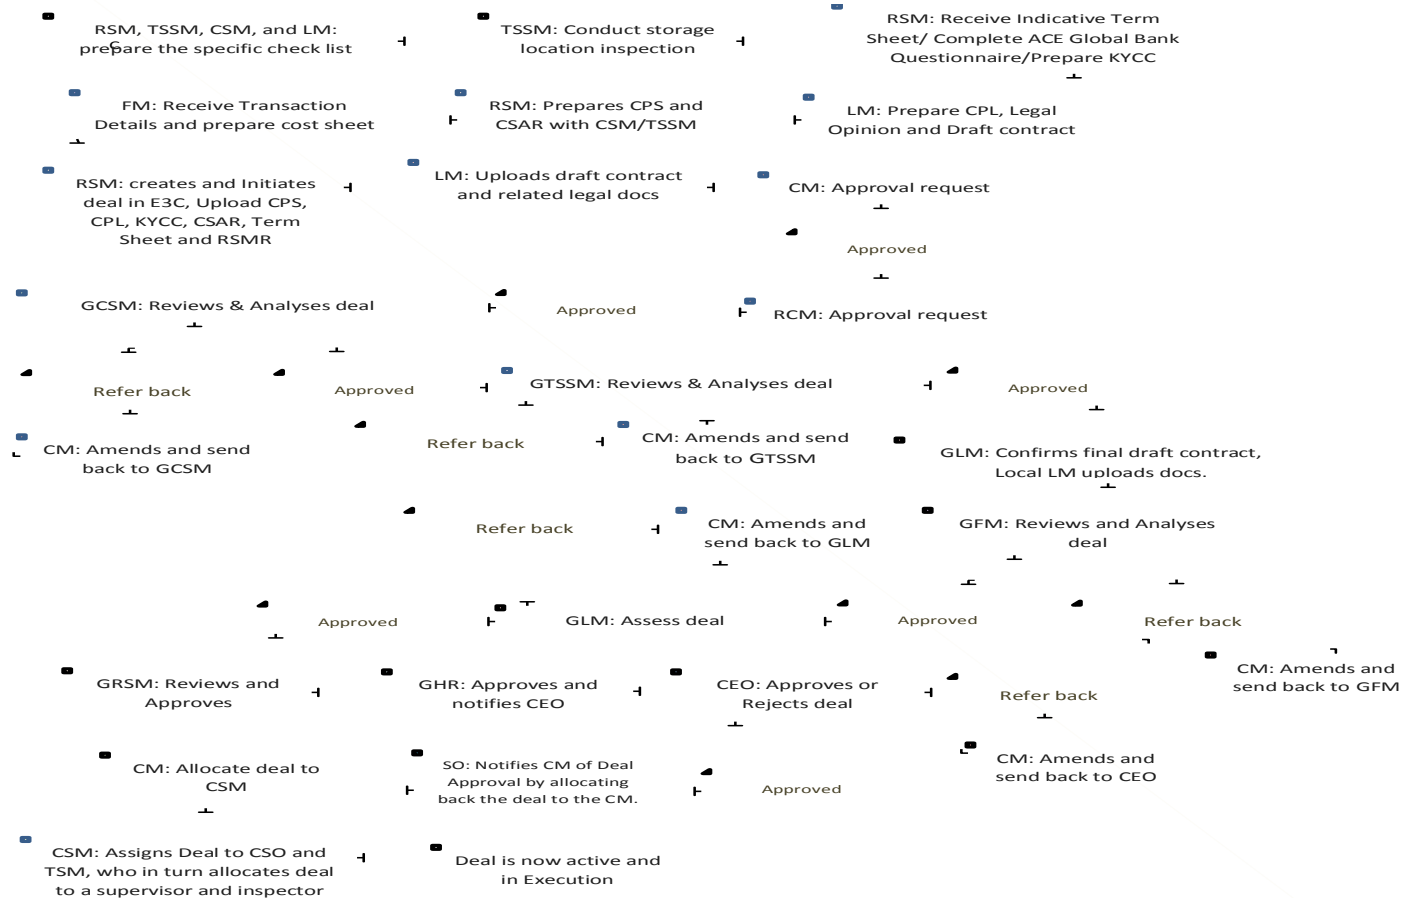 RSM, TSSM, CSM, and LM:
prepare the specific check list
TSSM: Conduct storage
location inspection
RSM: Receive Indicative Term
Sheet/ Complete ACE Global Bank
Questionnaire/Prepare KYCC
FM: Receive Transaction
Details and prepare cost sheet
RSM: Prepares CPS and
CSAR with CSM/TSSM
LM: Prepare CPL, Legal
Opinion and Draft contract
RSM: creates and Initiates
deal in E3C, Upload CPS,
CPL, KYCC, CSAR, Term
Sheet and RSMR
LM: Uploads draft contract
and related legal docs
CM: Approval request
Approved
GCSM: Reviews & Analyses deal
Approved
RCM: Approval request
Refer back
Approved
GTSSM: Reviews & Analyses deal
Approved
CM: Amends and send
back to GCSM
Refer back
CM: Amends and send
back to GTSSM
GLM: Confirms final draft contract,
Local LM uploads docs.
Refer back
CM: Amends and
send back to GLM
GFM: Reviews and Analyses
deal
Approved
GLM: Assess deal
Approved
Refer back
GRSM: Reviews and
Approves
GHR: Approves and
notifies CEO
CEO: Approves or
Rejects deal
Refer back
CM: Amends and
send back to GFM
CM: Allocate deal to
CSM
SO: Notifies CM of Deal
Approval by allocating
back the deal to the CM.
Approved
CM: Amends and
send back to CEO
CSM: Assigns Deal to CSO and
TSM, who in turn allocates deal
to a supervisor and inspector
Deal is now active and
in Execution